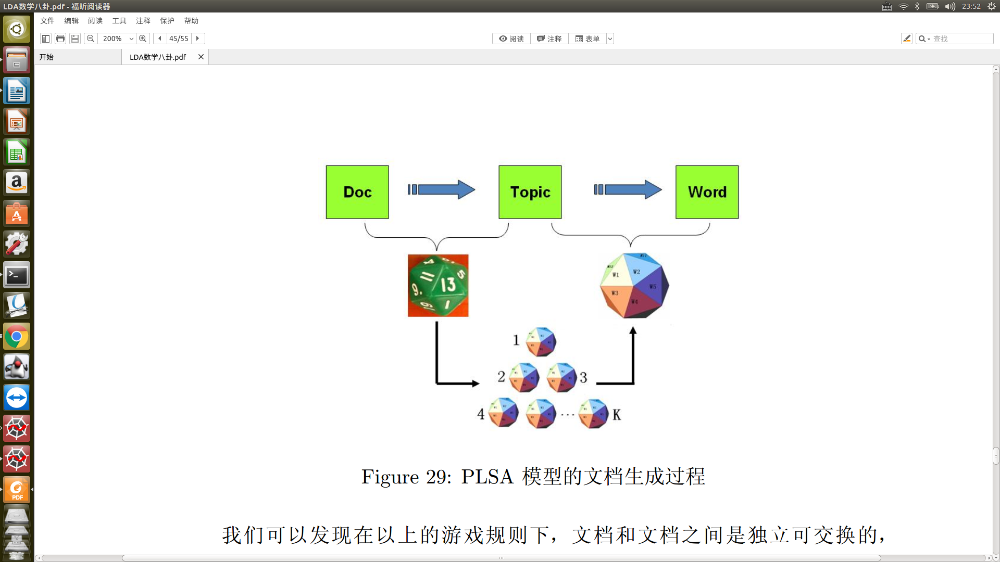 LDA数学八卦.pdf - 福昕阅读器
23:52
文件 编辑 阅读 工具 注释 保护 帮助
200% 45/55 阅读 注释 表单 查找
开始 LDA数学八卦.pdf
Doc Topic Word
4 5
11 13
9. 1
W11
W12
W1 W2
W5
W3
W4
1
2 3
4 ... K
PDF
Figure 29: PLSA 模型的文档生成过程
我们可以发现在以上的游戏规则下，文档和文档之间是独立可交换的，